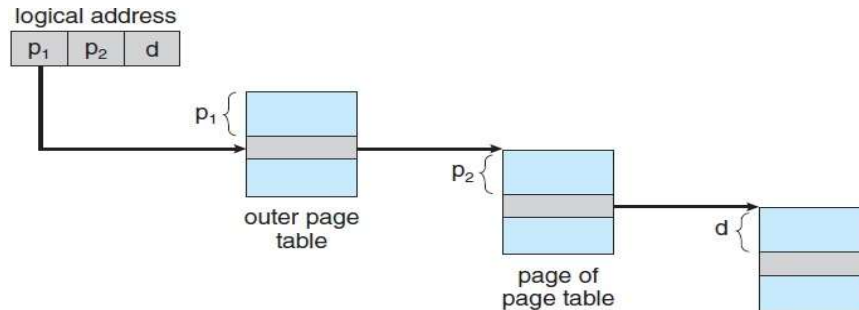 logical address
p₁ p₂ d
p₁
outer page
table
p₂
page of
page table
d